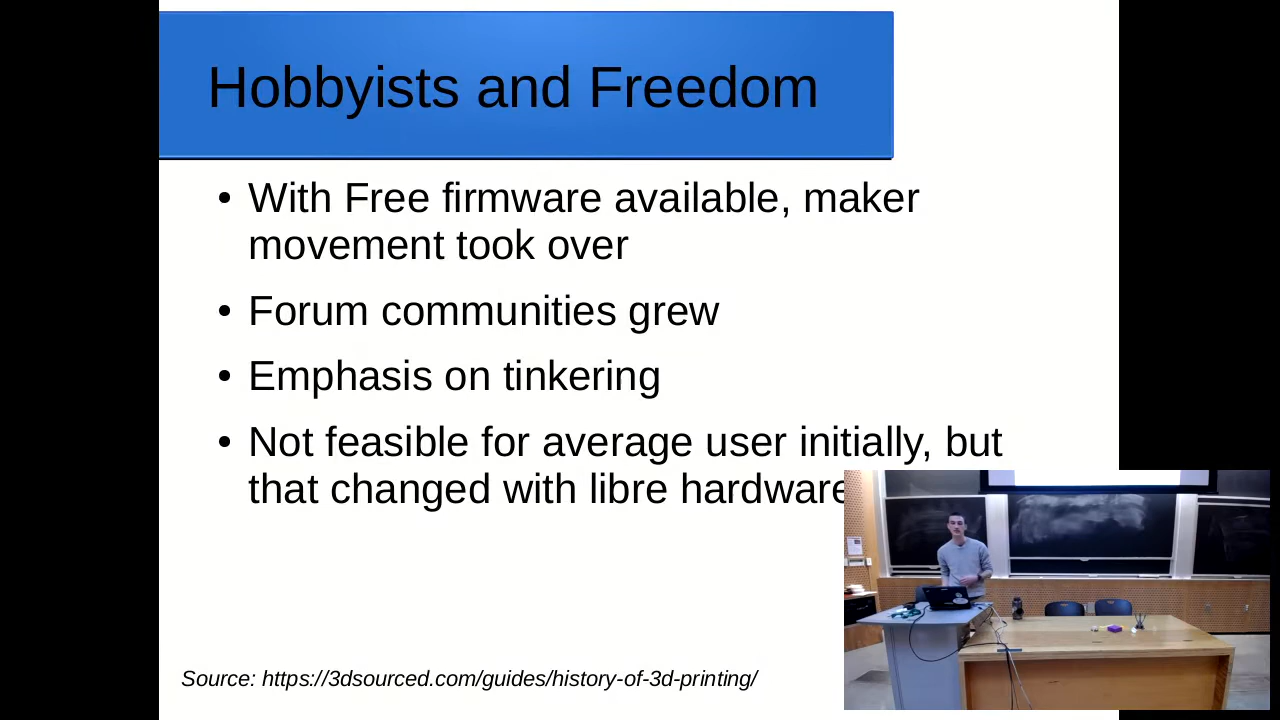 Hobbyists and Freedom
• With Free firmware available, maker
movement took over
• Forum communities grew
• Emphasis on tinkering
• Not feasible for average user initially, but
that changed with libre hardware
Source: https://3dsourced.com/guides/history-of-3d-printing/